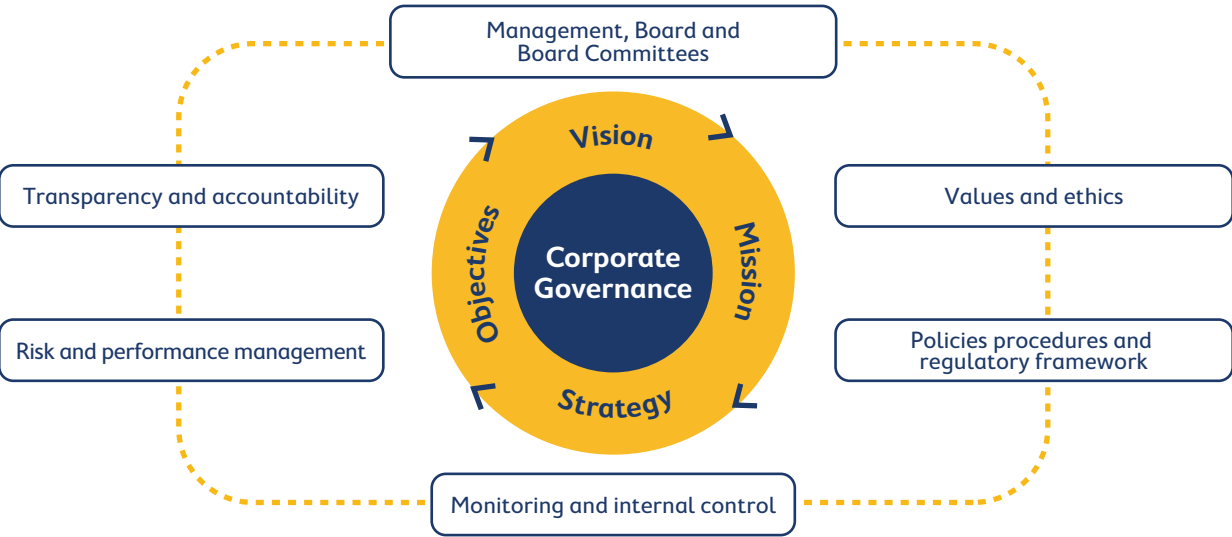 Management, Board and
Board Committees
Vision
Transparency and accountability
Values and ethics
Objectives
Corporate
Governance
Mission
Risk and performance management
Policies procedures and
regulatory framework
Strategy
Monitoring and internal control